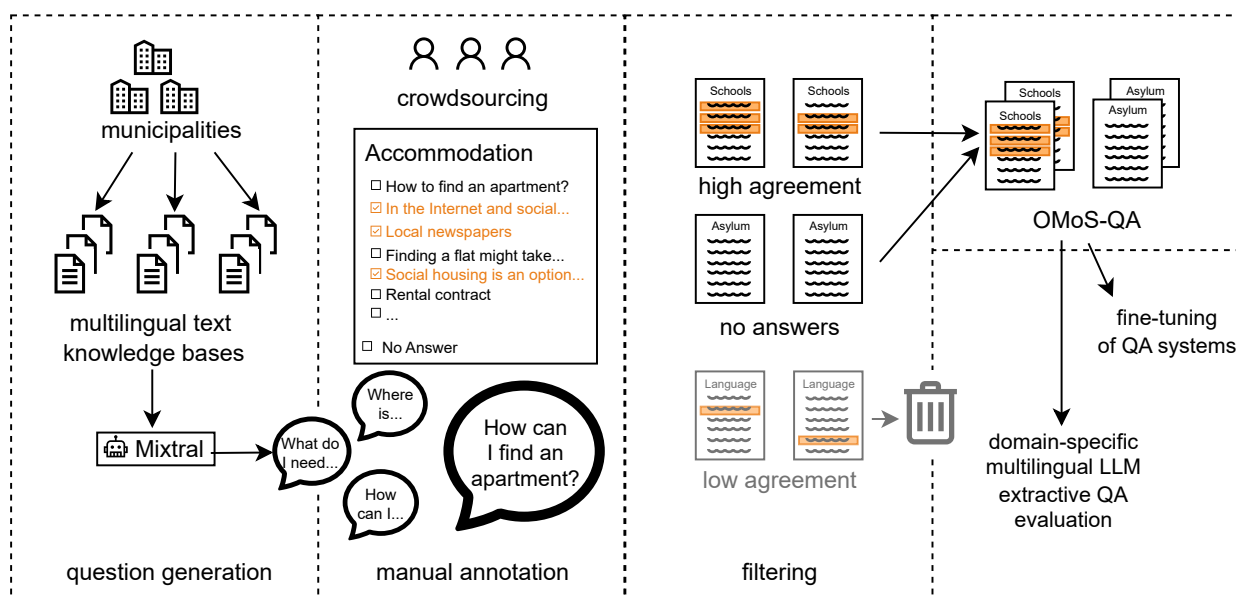 municipalities
multilingual text
knowledge bases
Mixtral
question generation
crowdsourcing
Accommodation
How to find an apartment?
In the Internet and social...
Local newspapers
Finding a flat might take...
Social housing is an option...
Rental contract
...
No Answer
Where
is...
What do
I need...
How
can I...
How can
I find an
apartment?
manual annotation
Schools
Schools
high agreement
Asylum
Asylum
no answers
Language
Language
low agreement
filtering
Schools
Schools
Asylum
Asylum
OMoS-QA
fine-tuning
of QA systems
domain-specific
multilingual LLM
extractive QA
evaluation